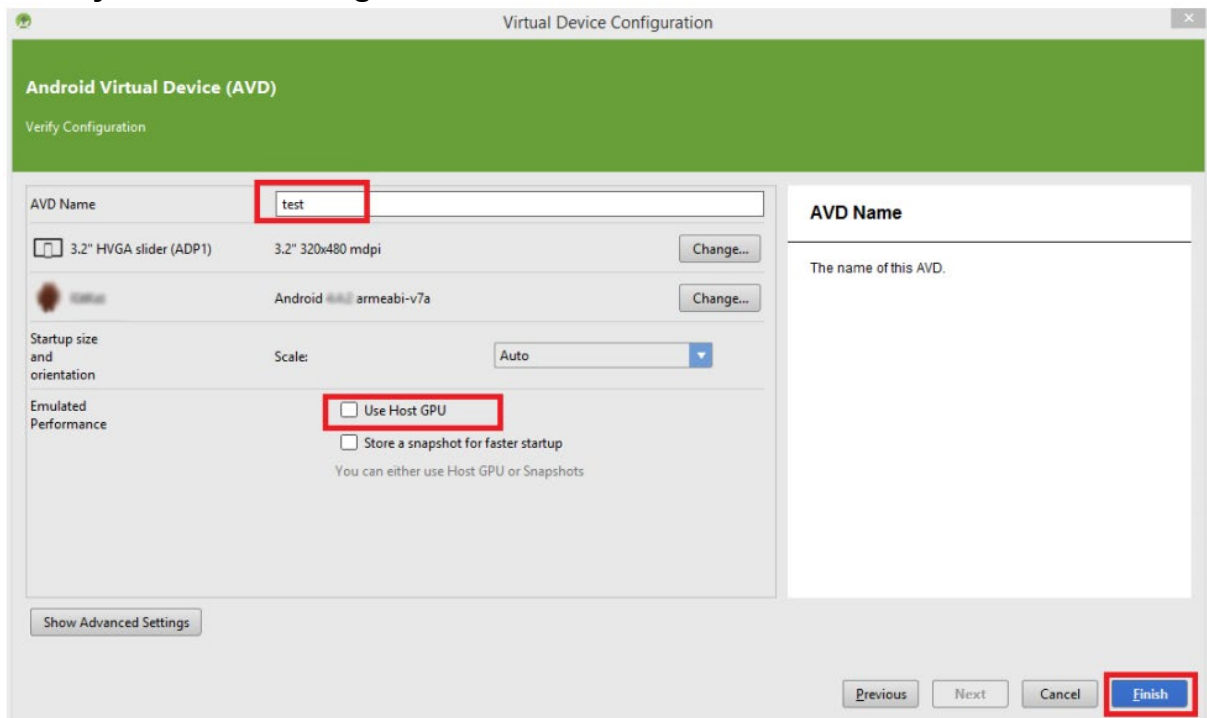 Virtual Device Configuration
Android Virtual Device (AVD)
Verify Configuration
AVD Name
test
3.2" HVGA slider (ADP1)
3.2" 320x480 mdpi
Change...
Android armeabi-v7a
Change...
Startup size
and
orientation
Scale:
Auto
Emulated
Performance
Use Host GPU
Store a snapshot for faster startup
You can either use Host GPU or Snapshots
Show Advanced Settings
AVD Name
The name of this AVD.
Previous
Next
Cancel
Finish